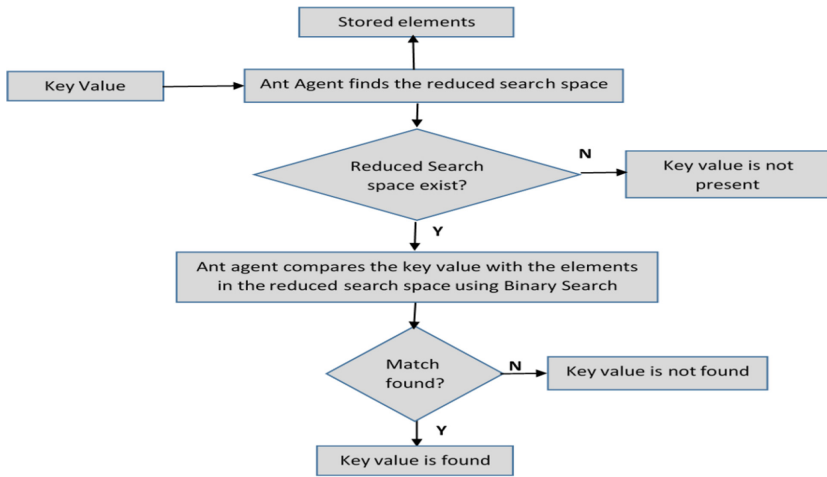 Stored elements
Key Value
Ant Agent finds the reduced search space
Reduced Search
space exist?
N
Key value is not
present
Y
Ant agent compares the key value with the elements
in the reduced search space using Binary Search
Match
found?
N
Key value is not found
Y
Key value is found